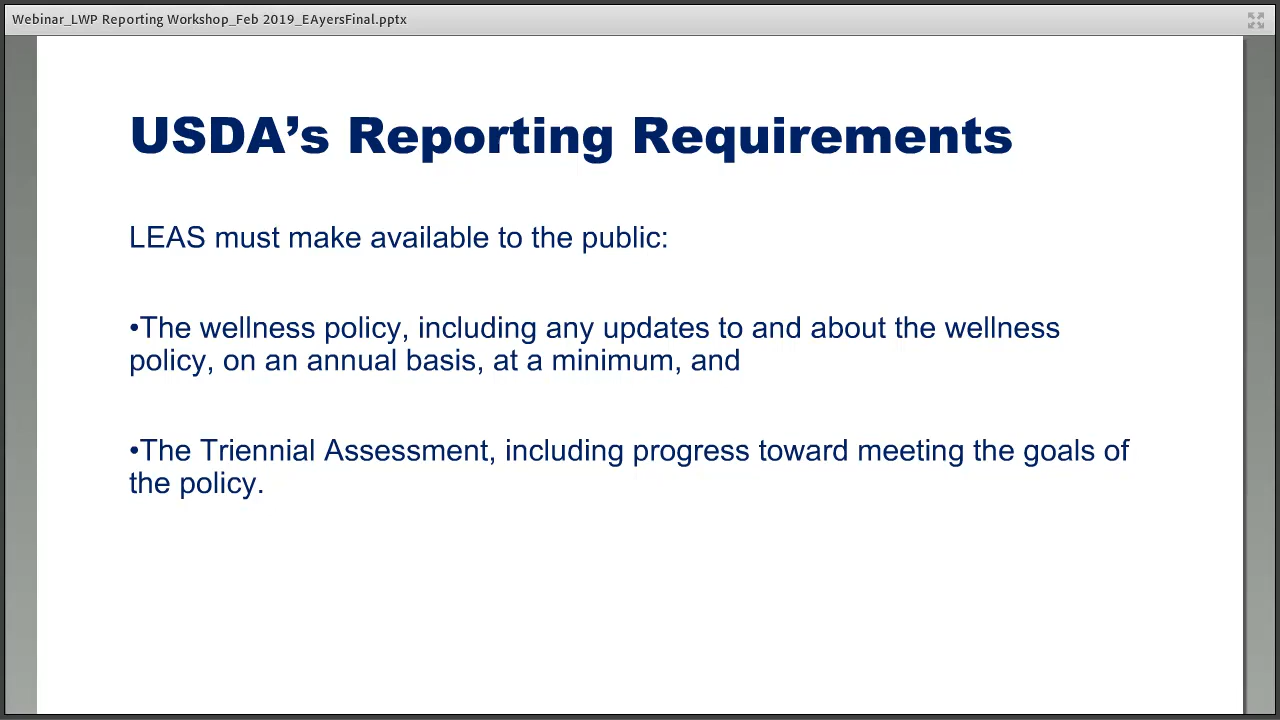 Webinar_LWP Reporting Workshop_Feb 2019_EAyersFinal.pptx
USDA’s Reporting Requirements
LEAS must make available to the public:
•The wellness policy, including any updates to and about the wellness
policy, on an annual basis, at a minimum, and
•The Triennial Assessment, including progress toward meeting the goals of
the policy.